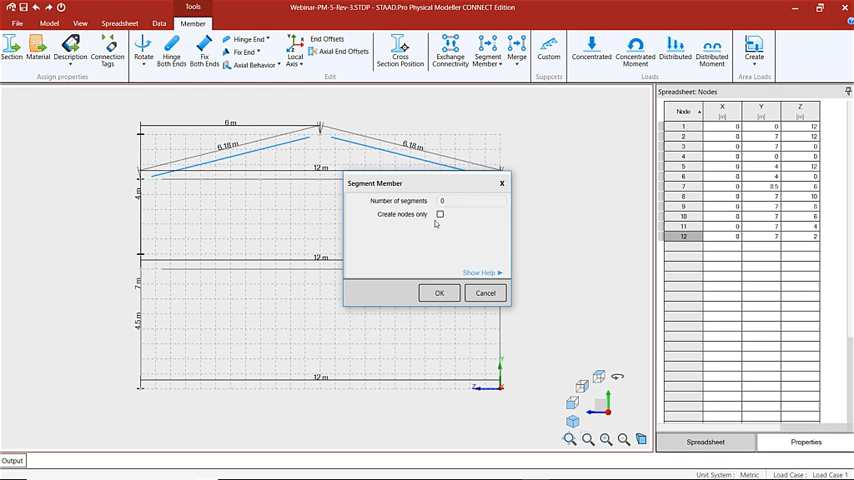 Tools
Webinar-PM-5-Rev-3.STDP - STAAD.Pro Physical Modeller CONNECT Edition
File Model View Spreadsheet Data Member
Section Material Description Connection Tags
Assign properties
Rotate Hinge Both Ends Fix Both Ends
Hinge End
Fix End
Axial Behavior
Local Axis
End Offsets
Axial End Offsets
Edit
Cross Section Position
Exchange Connectivity Segment Member Merge
Custom
Supports
Concentrated Concentrated Moment Distributed Distributed Moment
Loads
Create
Area Loads
6 m
6.18 m
6.18 m
12 m
4 m
12 m
7 m
4.5 m
12 m
Y
Z
Segment Member X
Number of segments 0
Create nodes only
Show Help
OK Cancel
Spreadsheet: Nodes
Node X [m] Y [m] Z [m]
1 0 0 12
2 0 7 12
3 0 7 0
4 0 0 0
5 0 4 12
6 0 4 0
7 0 8.5 6
8 0 7 10
9 0 7 8
10 0 7 6
11 0 7 4
12 0 7 2
Spreadsheet Properties
Output
Unit System : Metric Load Case : Load Case 1